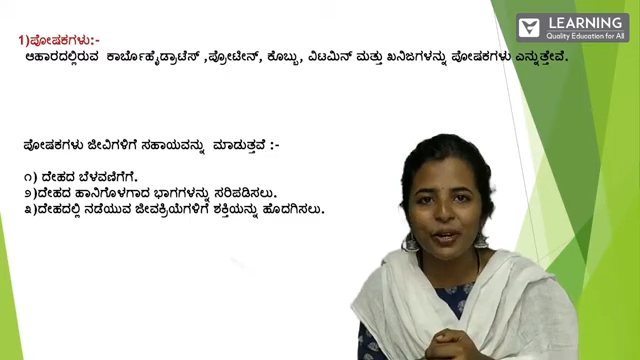 LEARNING
Quality Education for All
1)ಪೋಷಕಗಳು:-
ಆಹಾರದಲ್ಲಿರುವ ಕಾರ್ಬೊಹೈಡ್ರಾಟೆಸ್ ,ಪ್ರೋಟೀನ್, ಕೊಬ್ಬು, ವಿಟಮಿನ್ ಮತ್ತು ಖನಿಜಗಳನ್ನು ಪೋಷಕಗಳು ಎನ್ನುತ್ತೇವೆ.
ಪೋಷಕಗಳು ಜೀವಿಗಳಿಗೆ ಸಹಾಯವನ್ನು ಮಾಡುತ್ತವೆ :-
೧) ದೇಹದ ಬೆಳವಣಿಗೆಗೆ.
೨)ದೇಹದ ಹಾನಿಗೊಳಗಾದ ಭಾಗಗಳನ್ನು ಸರಿಪಡಿಸಲು.
೩)ದೇಹದಲ್ಲಿ ನಡೆಯುವ ಜೀವಕ್ರಿಯೆಗಳಿಗೆ ಶಕ್ತಿಯನ್ನು ಹೊದಗಿಸಲು.